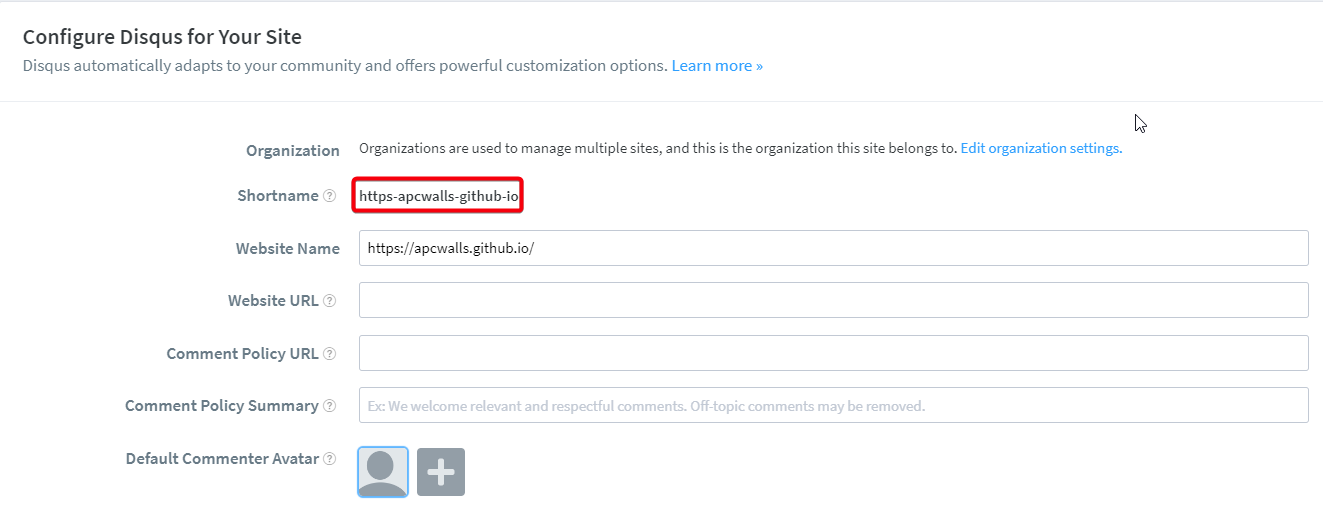 Configure Disqus for Your Site
Disqus automatically adapts to your community and offers powerful customization options. Learn more »
Organization Organizations are used to manage multiple sites, and this is the organization this site belongs to. Edit organization settings.
Shortname ? https-apcwalls-github-io
Website Name https://apcwalls.github.io/
Website URL ?
Comment Policy URL ?
Comment Policy Summary ? Ex: We welcome relevant and respectful comments. Off-topic comments may be removed.
Default Commenter Avatar ?